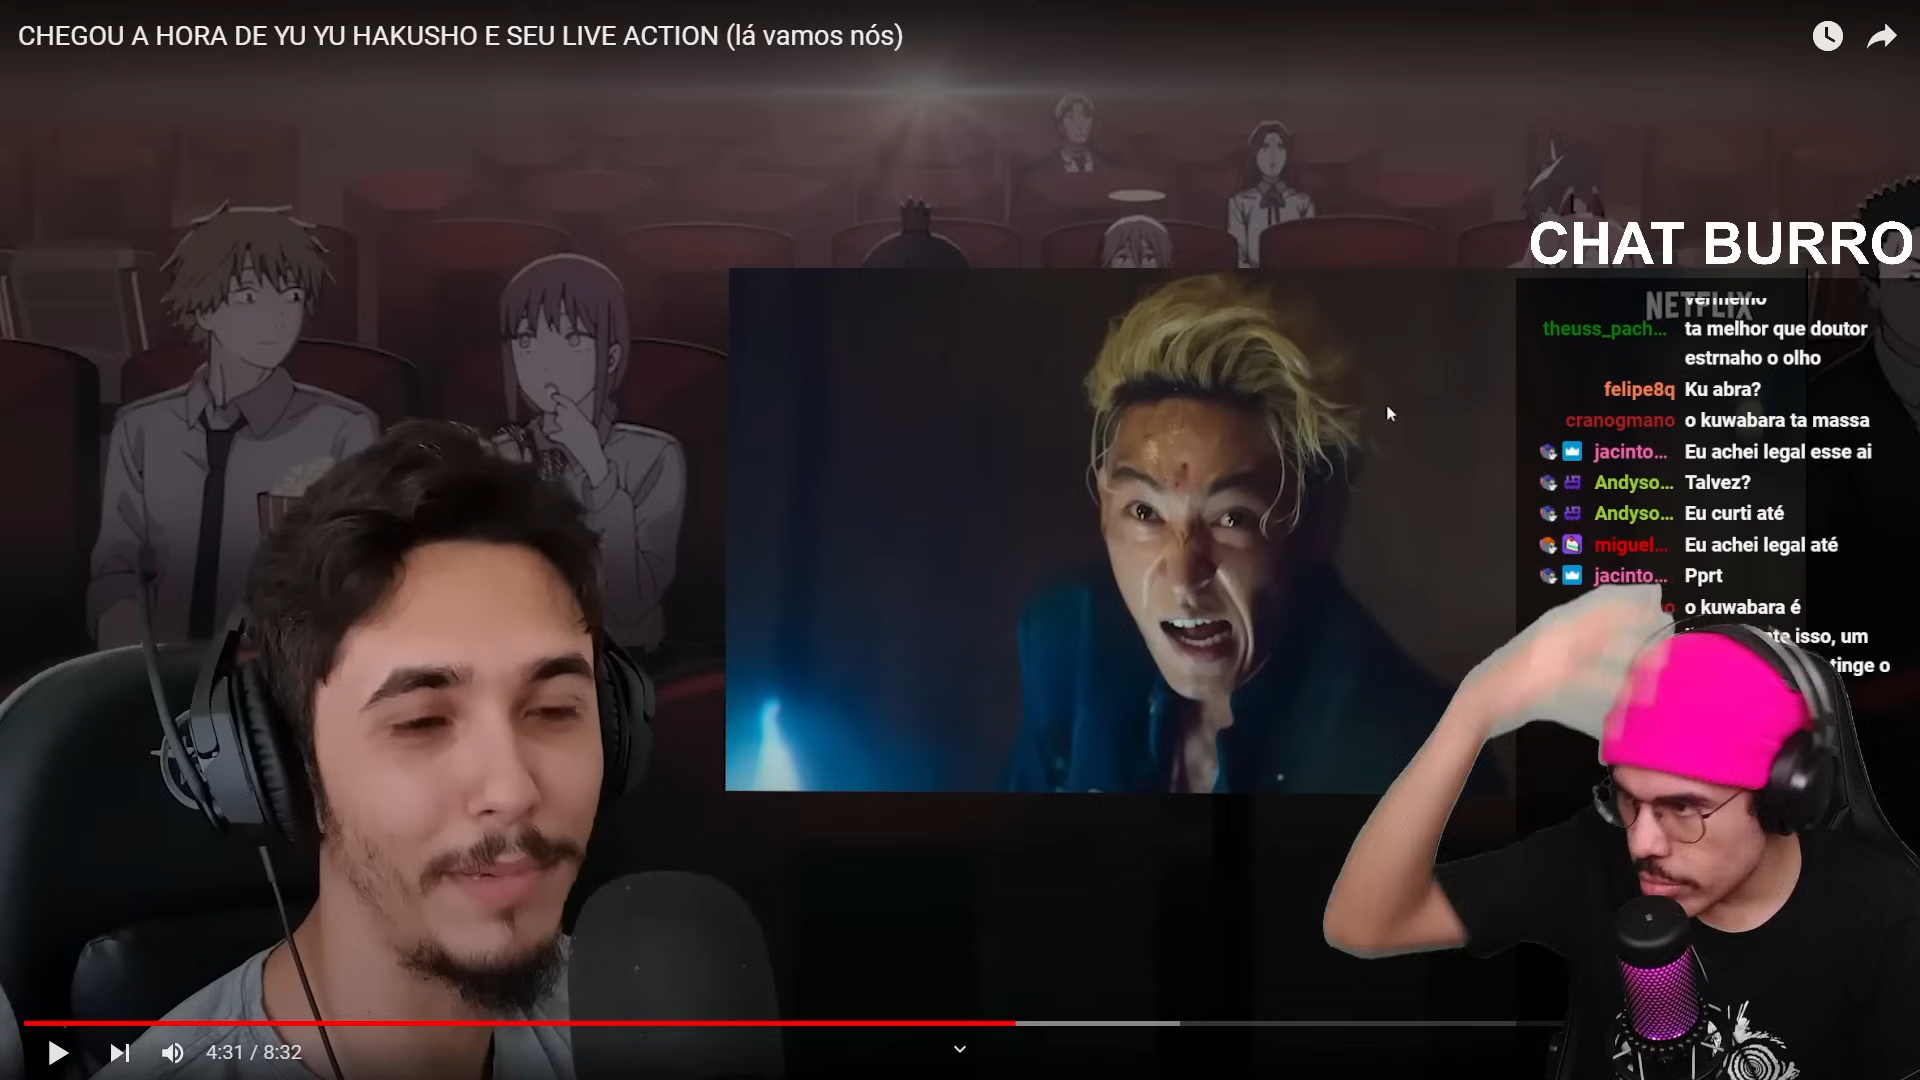 CHEGOU A HORA DE YU YU HAKUSHO E SEU LIVE ACTION (lá vamos nós)
CHAT BURRO
NETFLIX
vermelho
theuss_pach... ta melhor que doutor
estrnaho o olho
felipe8q Ku abra?
cranogmano o kuwabara ta massa
jacinto... Eu achei legal esse ai
Andyso... Talvez?
Andyso... Eu curti até
miguel... Eu achei legal até
jacinto... Pprt
o kuwabara é
isso, um
tinge o
4:31 / 8:32